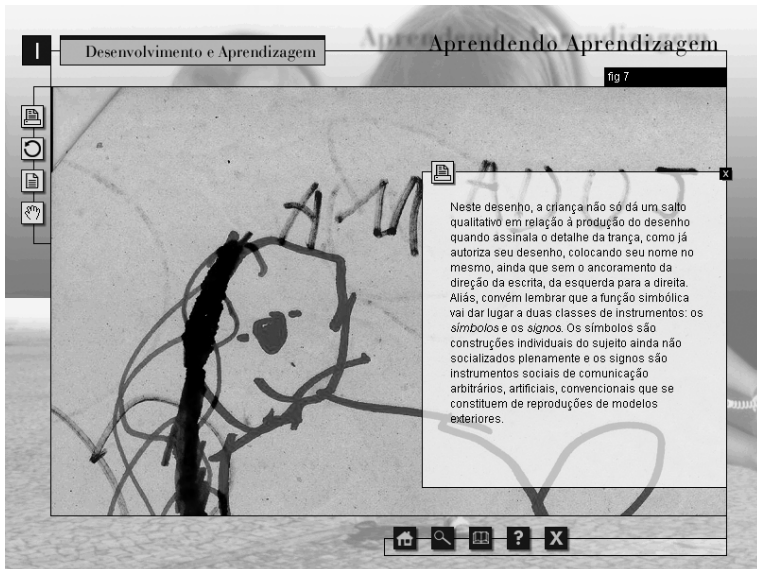 I
Desenvolvimento e Aprendizagem
Aprendendo Aprendizagem
fig 7
AMADUJ
x
Neste desenho, a criança não só dá um salto
qualitativo em relação à produção do desenho
quando assinala o detalhe da trança, como já
autoriza seu desenho, colocando seu nome no
mesmo, ainda que sem o ancoramento da
direção da escrita, da esquerda para a direita.
Aliás, convém lembrar que a função simbólica
vai dar lugar a duas classes de instrumentos: os
símbolos e os signos. Os símbolos são
construções individuais do sujeito ainda não
socializados plenamente e os signos são
instrumentos sociais de comunicação
arbitrários, artificiais, convencionais que se
constituem de reproduções de modelos
exteriores.
? X